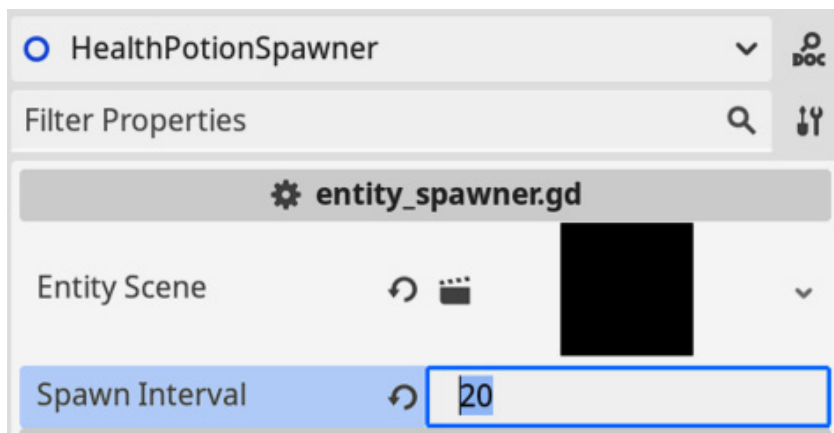 HealthPotionSpawner
DOC
Filter Properties
entity_spawner.gd
Entity Scene
Spawn Interval 20